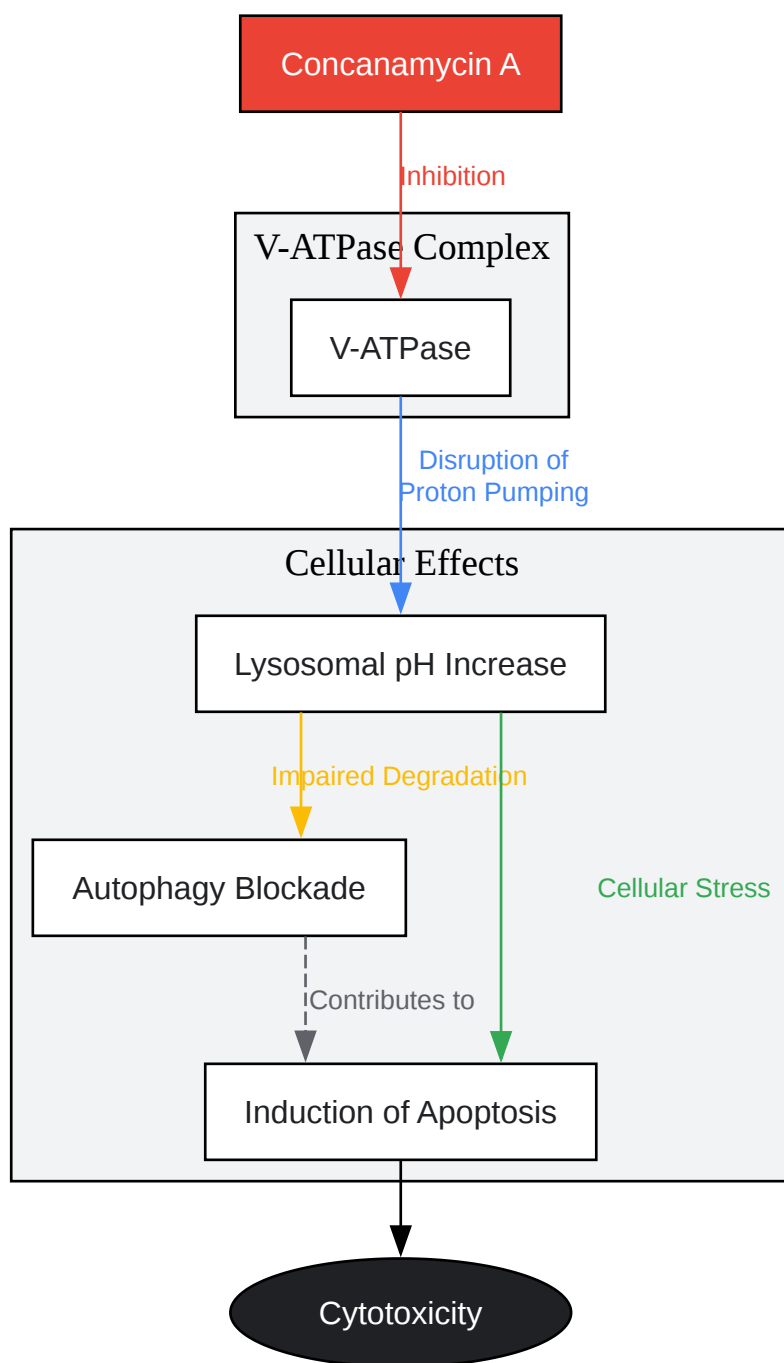 Concanamycin A
Inhibition
V-ATPase Complex
V-ATPase
Disruption of
Proton Pumping
Cellular Effects
Lysosomal pH Increase
Impaired Degradation
Autophagy Blockade
Cellular Stress
Contributes to
Induction of Apoptosis
Cytotoxicity